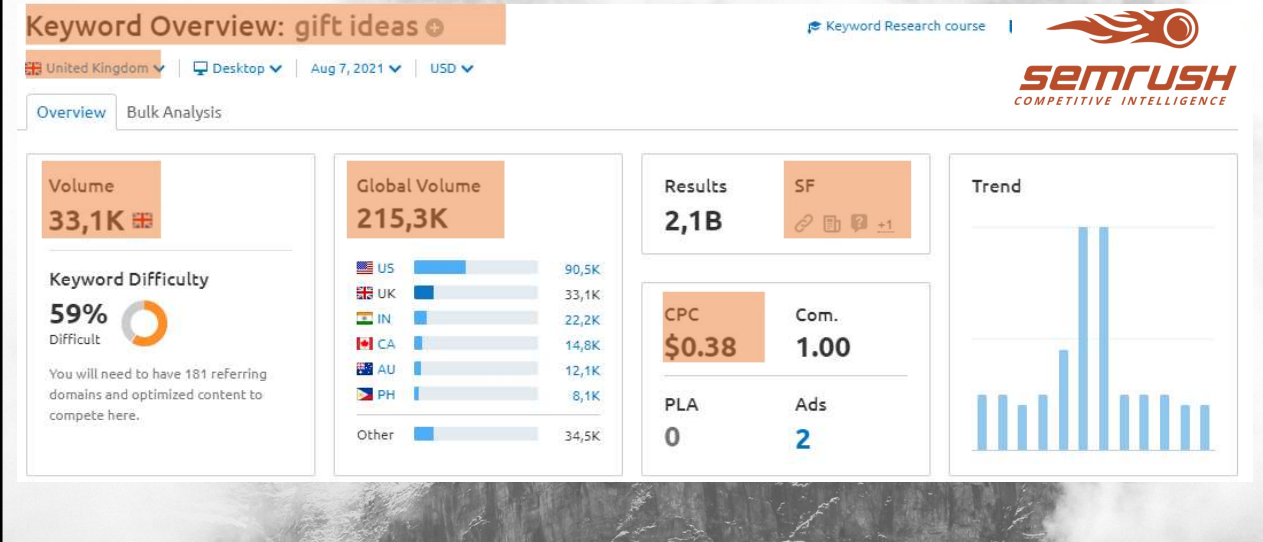 Keyword Overview: gift ideas
Keyword Research course
semrush
COMPETITIVE INTELLIGENCE
United Kingdom
Desktop
Aug 7, 2021
USD
Overview
Bulk Analysis
Volume
33,1K
Keyword Difficulty
59%
Difficult
You will need to have 181 referring
domains and optimized content to
compete here.
Global Volume
215,3K
US 90,5K
UK 33,1K
IN 22,2K
CA 14,8K
AU 12,1K
PH 8,1K
Other 34,5K
Results
2,1B
SF
+1
CPC
$0.38
Com.
1.00
PLA
0
Ads
2
Trend